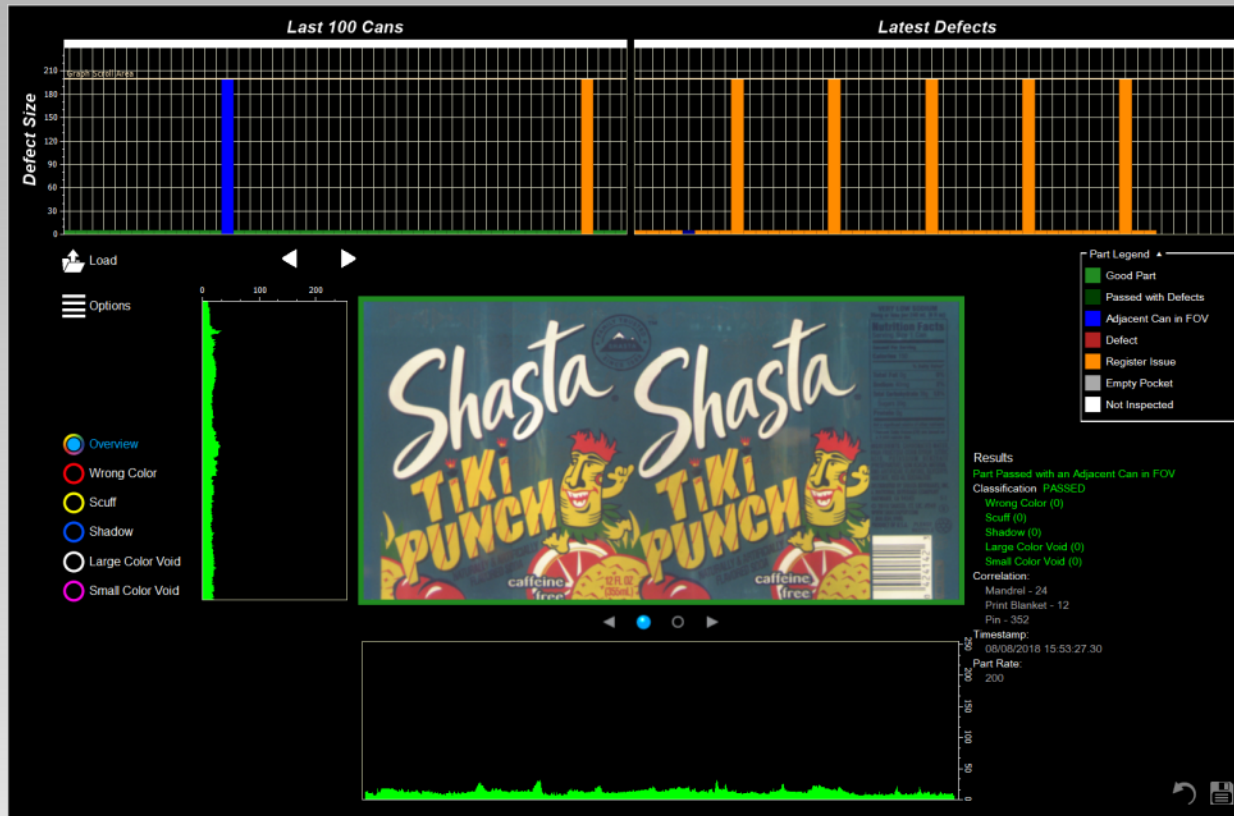 Last 100 Cans
Latest Defects
Graph Scroll Area
Defect Size
210
180
150
120
90
60
30
0
Load
Options
0 100 200
Overview
Wrong Color
Scuff
Shadow
Large Color Void
Small Color Void
Shasta
TiKi
PUNCH
caffeine
free
12 FL OZ
(355mL)
Shasta
TiKi
PUNCH
caffeine
free
Nutrition Facts
Part Legend
Good Part
Passed with Defects
Adjacent Can in FOV
Defect
Register Issue
Empty Pocket
Not Inspected
Results
Part Passed with an Adjacent Can in FOV
Classification PASSED
Wrong Color (0)
Scuff (0)
Shadow (0)
Large Color Void (0)
Small Color Void (0)
Correlation:
Mandrel - 24
Print Blanket - 12
Pin - 352
Timestamp:
08/08/2018 15:53:27.30
Part Rate:
200
250
200
150
100
50
0